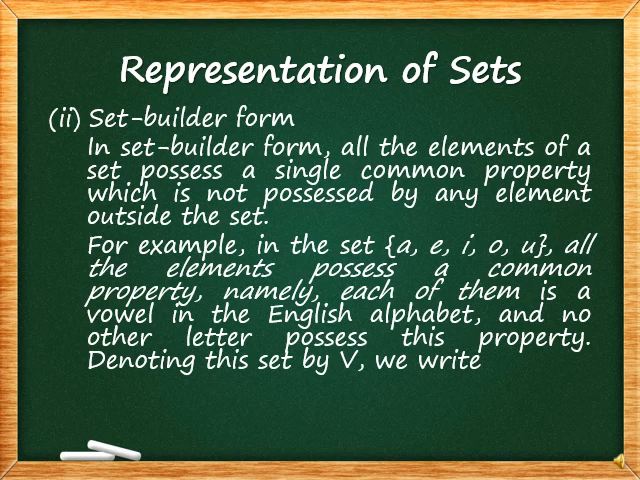 Representation of Sets
(ii) Set-builder form
In set-builder form, all the elements of a
set possess a single common property
which is not possessed by any element
outside the set.
For example, in the set {a, e, i, o, u}, all
the elements possess a common
property, namely, each of them is a
vowel in the English alphabet, and no
other letter possess this property.
Denoting this set by V, we write